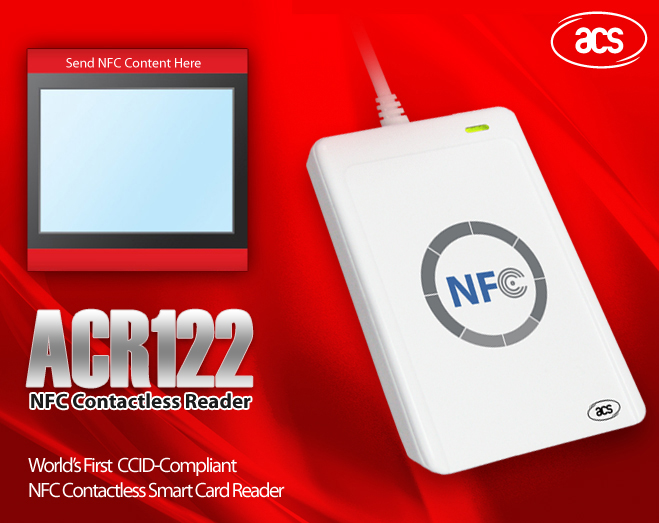 acs
Send NFC Content Here
NFC
ACR122
NFC Contactless Reader
acs
World's First CCID-Compliant
NFC Contactless Smart Card Reader